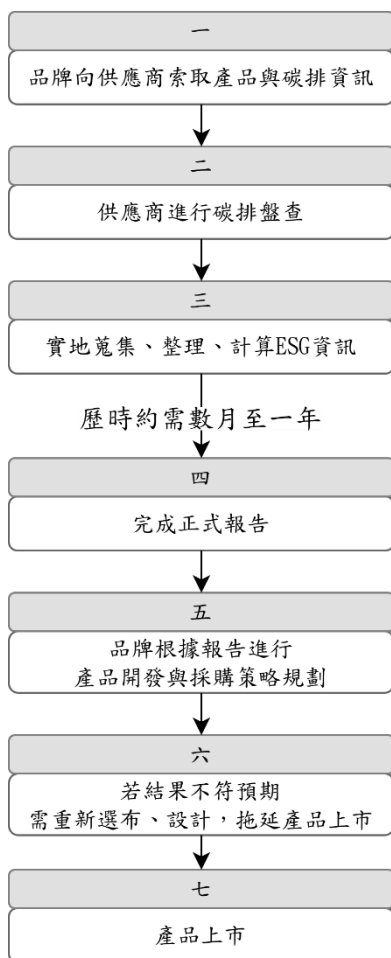 一
品牌向供應商索取產品與碳排資訊
二
供應商進行碳排盤查
三
實地蒐集、整理、計算ESG資訊
歷時約需數月至一年
四
完成正式報告
五
品牌根據報告進行
產品開發與採購策略規劃
六
若結果不符預期
需重新選布、設計，拖延產品上市
七
產品上市